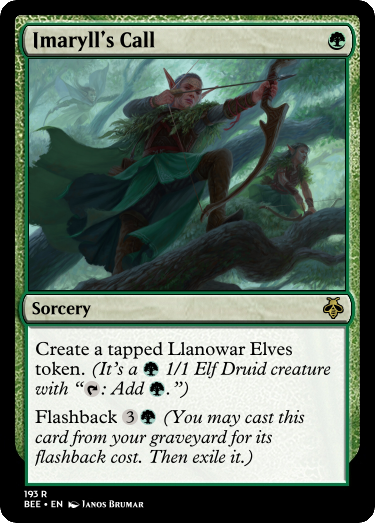 Imaryll's Call
Sorcery
Create a tapped Llanowar Elves
token. (It's a 1/1 Elf Druid creature
with “: Add .”)
Flashback 3 (You may cast this
card from your graveyard for its
flashback cost. Then exile it.)
193 R
BEE • EN Janos Brumar